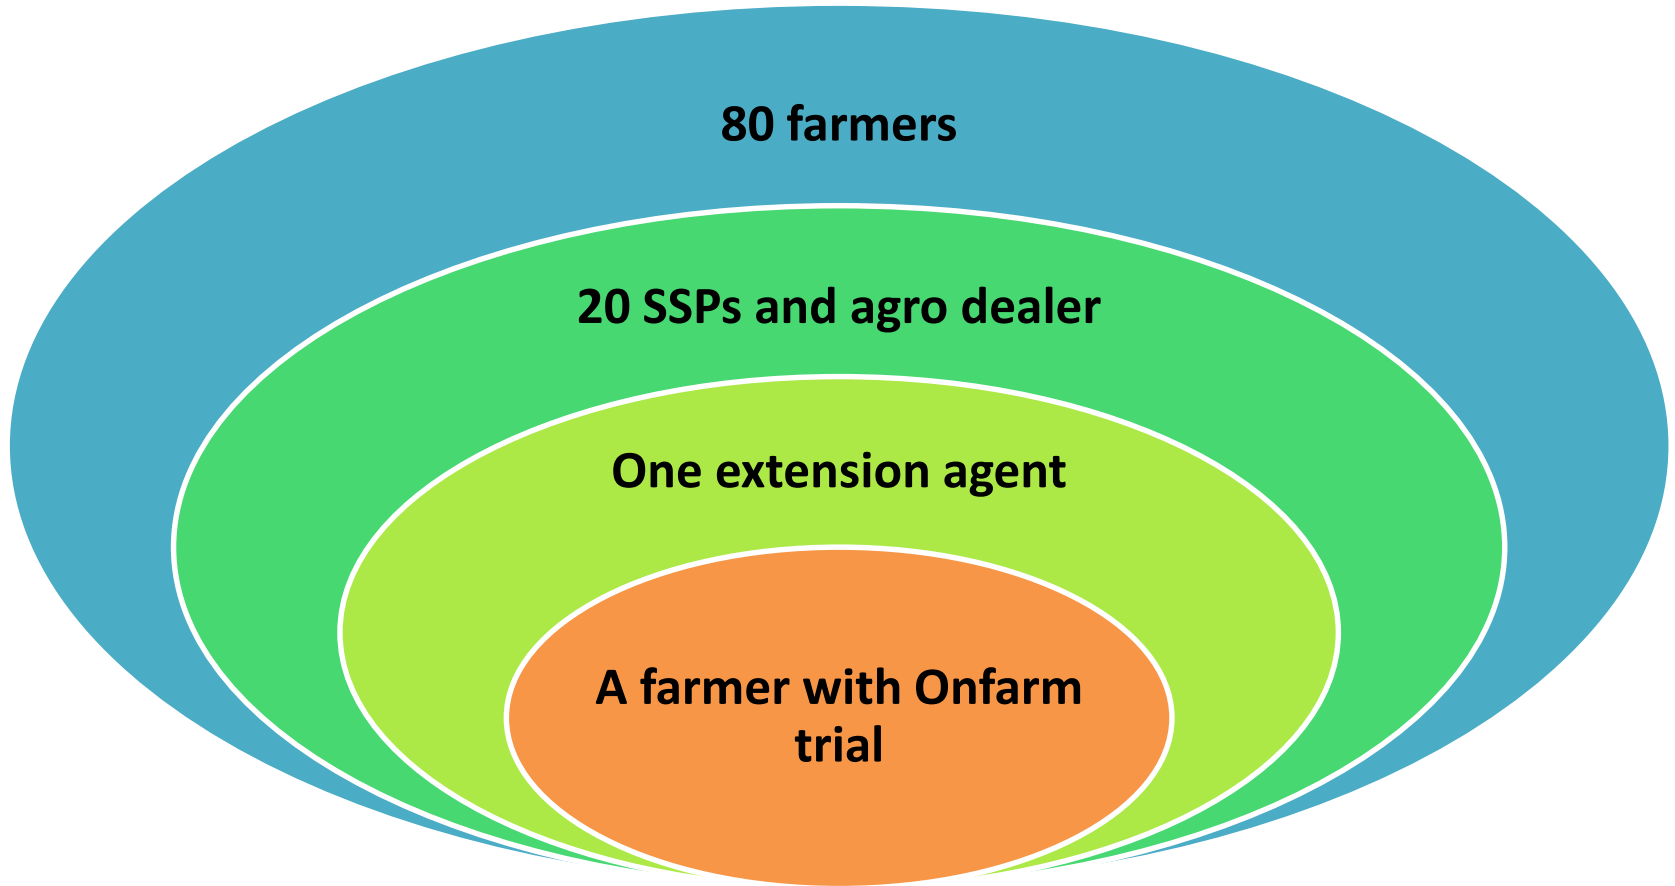 80 farmers
20 SSPs and agro dealer
One extension agent
A farmer with Onfarm
trial